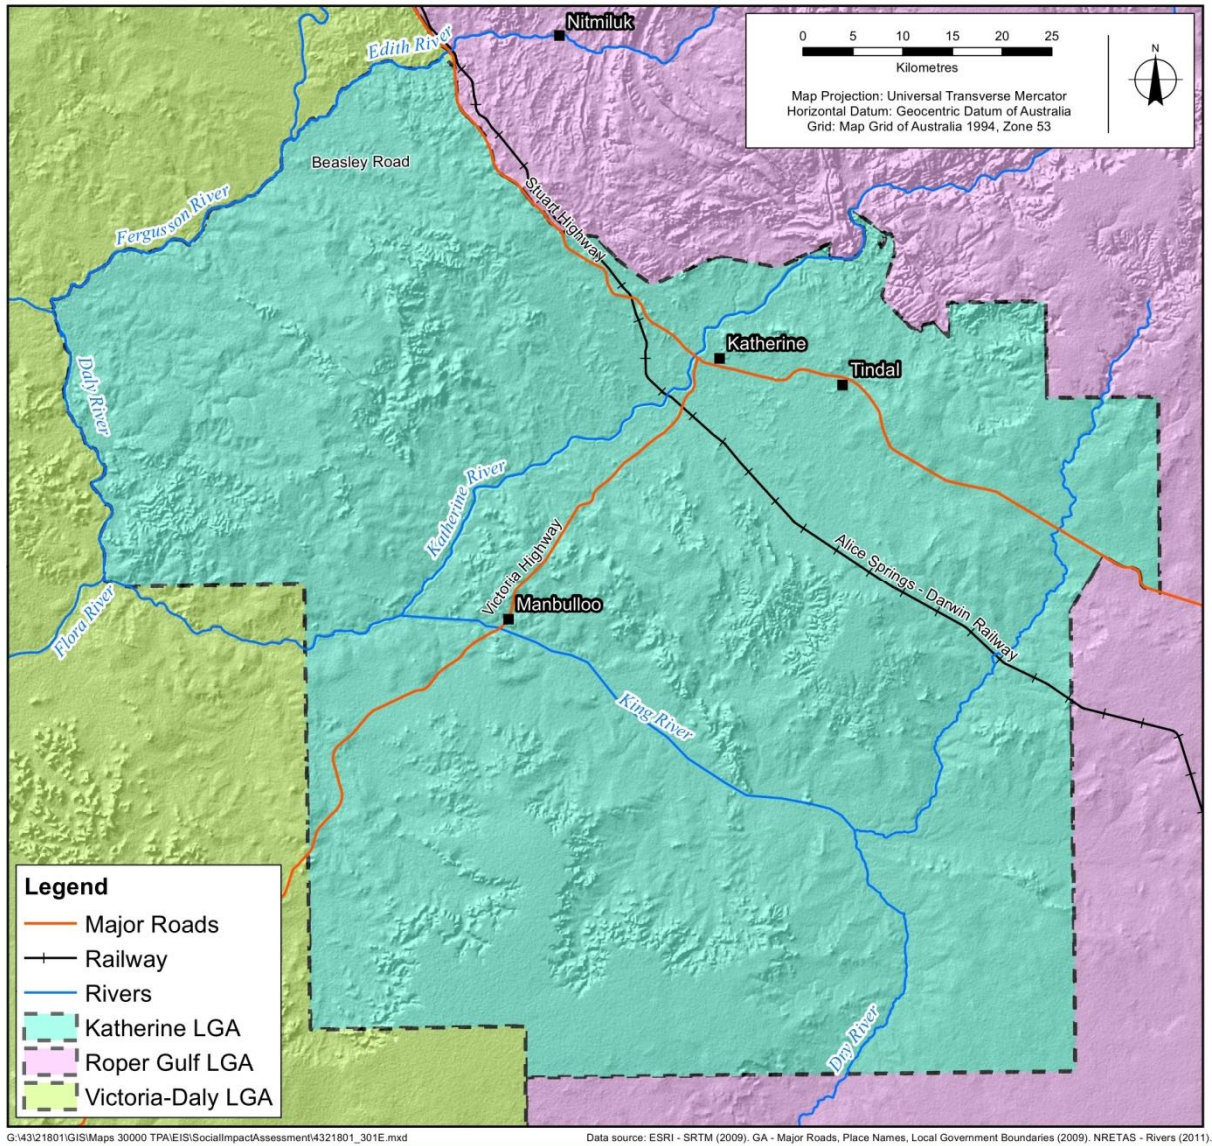 Nitmiluk
Edith River
0 5 10 15 20 25
Kilometres
N
Map Projection: Universal Transverse Mercator
Horizontal Datum: Geocentric Datum of Australia
Grid: Map Grid of Australia 1994, Zone 53
Beasley Road
Stuart Highway
Fergusson River
Katherine
Tindal
Daly River
Katherine River
Victoria Highway
Alice Springs - Darwin Railway
Manbulloo
Flora River
King River
Dry River
Legend
Major Roads
Railway
Rivers
Katherine LGA
Roper Gulf LGA
Victoria-Daly LGA
G:\43\21801\GIS\Maps 30000 TPA\EIS\SocialImpactAssessment\4321801_301E.mxd
Data source: ESRI - SRTM (2009). GA - Major Roads, Place Names, Local Government Boundaries (2009). NRETAS - Rivers (2011).